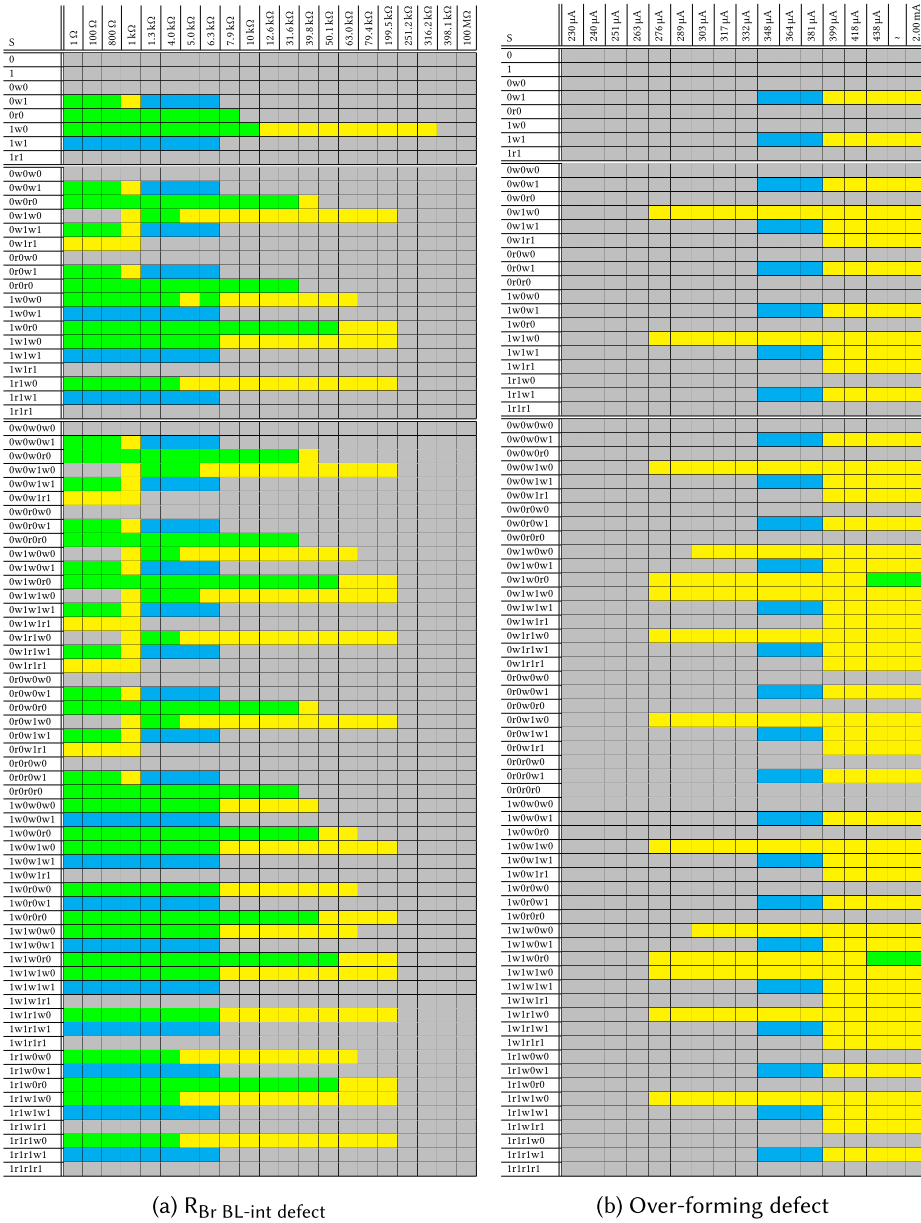 S
1 Ω
100 Ω
800 Ω
1 kΩ
1.3 kΩ
4.0 kΩ
5.0 kΩ
6.3 kΩ
7.9 kΩ
10 kΩ
12.6 kΩ
31.6 kΩ
39.8 kΩ
50.1 kΩ
63.0 kΩ
79.4 kΩ
199.5 kΩ
251.2 kΩ
316.2 kΩ
398.1 kΩ
100 MΩ
0
1
0w0
0w1
0r0
1w0
1w1
1r1
0w0w0
0w0w1
0w0r0
0w1w0
0w1w1
0w1r1
0r0w0
0r0w1
0r0r0
1w0w0
1w0w1
1w0r0
1w1w0
1w1w1
1w1r1
1r1w0
1r1w1
1r1r1
0w0w0w0
0w0w0w1
0w0w0r0
0w0w1w0
0w0w1w1
0w0w1r1
0w0r0w0
0w0r0w1
0w0r0r0
0w1w0w0
0w1w0w1
0w1w0r0
0w1w1w0
0w1w1w1
0w1w1r1
0w1r1w0
0w1r1w1
0w1r1r1
0r0w0w0
0r0w0w1
0r0w0r0
0r0w1w0
0r0w1w1
0r0w1r1
0r0r0w0
0r0r0w1
0r0r0r0
1w0w0w0
1w0w0w1
1w0w0r0
1w0w1w0
1w0w1w1
1w0w1r1
1w0r0w0
1w0r0w1
1w0r0r0
1w1w0w0
1w1w0w1
1w1w0r0
1w1w1w0
1w1w1w1
1w1w1r1
1w1r1w0
1w1r1w1
1w1r1r1
1r1w0w0
1r1w0w1
1r1w0r0
1r1w1w0
1r1w1w1
1r1w1r1
1r1r1w0
1r1r1w1
1r1r1r1
(a) R_Br BL-int defect
S
230 μA
240 μA
251 μA
263 μA
276 μA
289 μA
303 μA
317 μA
332 μA
348 μA
364 μA
381 μA
399 μA
418 μA
438 μA
≀
2.00 mA
0
1
0w0
0w1
0r0
1w0
1w1
1r1
0w0w0
0w0w1
0w0r0
0w1w0
0w1w1
0w1r1
0r0w0
0r0w1
0r0r0
1w0w0
1w0w1
1w0r0
1w1w0
1w1w1
1w1r1
1r1w0
1r1w1
1r1r1
0w0w0w0
0w0w0w1
0w0w0r0
0w0w1w0
0w0w1w1
0w0w1r1
0w0r0w0
0w0r0w1
0w0r0r0
0w1w0w0
0w1w0w1
0w1w0r0
0w1w1w0
0w1w1w1
0w1w1r1
0w1r1w0
0w1r1w1
0w1r1r1
0r0w0w0
0r0w0w1
0r0w0r0
0r0w1w0
0r0w1w1
0r0w1r1
0r0r0w0
0r0r0w1
0r0r0r0
1w0w0w0
1w0w0w1
1w0w0r0
1w0w1w0
1w0w1w1
1w0w1r1
1w0r0w0
1w0r0w1
1w0r0r0
1w1w0w0
1w1w0w1
1w1w0r0
1w1w1w0
1w1w1w1
1w1w1r1
1w1r1w0
1w1r1w1
1w1r1r1
1r1w0w0
1r1w0w1
1r1w0r0
1r1w1w0
1r1w1w1
1r1w1r1
1r1r1w0
1r1r1w1
1r1r1r1
(b) Over-forming defect